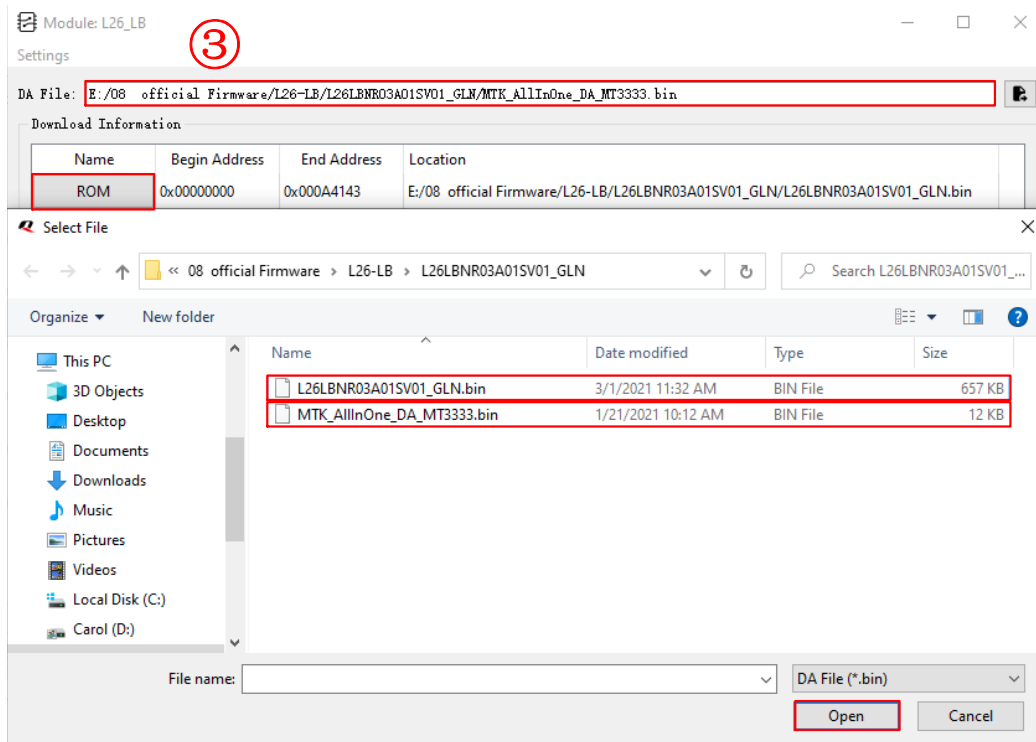 Module: L26_LB
③
Settings
DA File: E:/08 official Firmware/L26-LB/L26LBNR03A01SV01_GLN/MTK_AllInOne_DA_MT3333.bin
Download Information
Name Begin Address End Address Location
ROM 0x00000000 0x000A4143 E:/08 official Firmware/L26-LB/L26LBNR03A01SV01_GLN/L26LBNR03A01SV01_GLN.bin
Select File
« 08 official Firmware › L26-LB › L26LBNR03A01SV01_GLN
Search L26LBNR03A01SV01_...
Organize New folder
?
Name Date modified Type Size
L26LBNR03A01SV01_GLN.bin 3/1/2021 11:32 AM BIN File 657 KB
MTK_AllInOne_DA_MT3333.bin 1/21/2021 10:12 AM BIN File 12 KB
This PC
3D Objects
Desktop
Documents
Downloads
Music
Pictures
Videos
Local Disk (C:)
Carol (D:)
File name:
DA File (*.bin)
Open Cancel